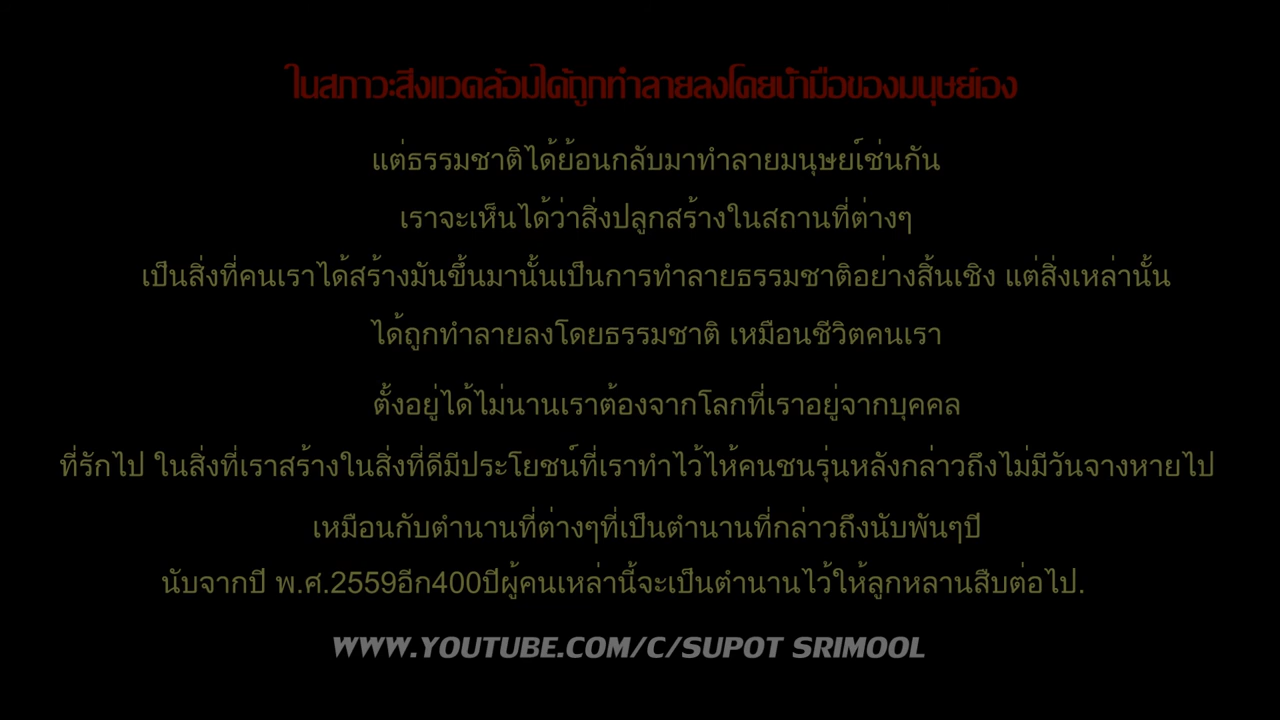 ในสภาวะสิ่งแวดล้อมได้ถูกทำลายลงโดยน้ำมือของมนุษย์เอง
แต่ธรรมชาติได้ย้อนกลับมาทำลายมนุษย์เช่นกัน
เราจะเห็นได้ว่าสิ่งปลูกสร้างในสถานที่ต่างๆ
เป็นสิ่งที่คนเราได้สร้างมันขึ้นมานั้นเป็นการทำลายธรรมชาติอย่างสิ้นเชิง แต่สิ่งเหล่านั้น
ได้ถูกทำลายลงโดยธรรมชาติ เหมือนชีวิตคนเรา
ตั้งอยู่ได้ไม่นานเราต้องจากโลกที่เราอยู่จากบุคคล
ที่รักไป ในสิ่งที่เราสร้างในสิ่งที่ดีมีประโยชน์ที่เราทำไว้ไห้คนชนรุ่นหลังกล่าวถึงไม่มีวันจางหายไป
เหมือนกับตำนานที่ต่างๆที่เป็นตำนานที่กล่าวถึงนับพันๆปี
นับจากปี พ.ศ.2559อีก400ปีผู้คนเหล่านี้จะเป็นตำนานไว้ให้ลูกหลานสืบต่อไป.
WWW.YOUTUBE.COM/C/SUPOT SRIMOOL